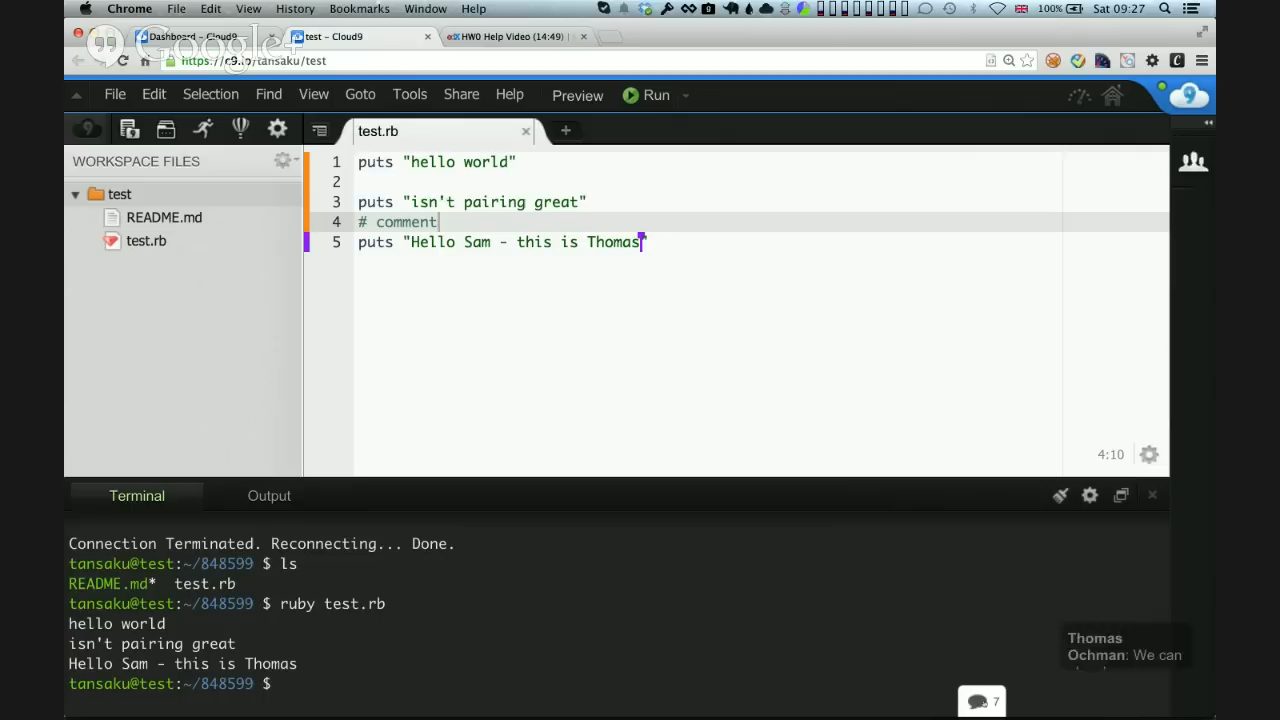 Chrome File Edit View History Bookmarks Window Help 100% Sat 09:27
Dashboard - Cloud9 test - Cloud9 edX HW0 Help Video (14:49)
Google+
https://c9.io/tansaku/test
File Edit Selection Find View Goto Tools Share Help Preview Run
test.rb
WORKSPACE FILES
test
README.md
test.rb
1 puts "hello world"
2
3 puts "isn't pairing great"
4 # comment
5 puts "Hello Sam - this is Thomas"
4:10
Terminal Output
Connection Terminated. Reconnecting... Done.
tansaku@test:~/848599 $ ls
README.md* test.rb
tansaku@test:~/848599 $ ruby test.rb
hello world
isn't pairing great
Hello Sam - this is Thomas
tansaku@test:~/848599 $
Thomas
Ochman: We can
7